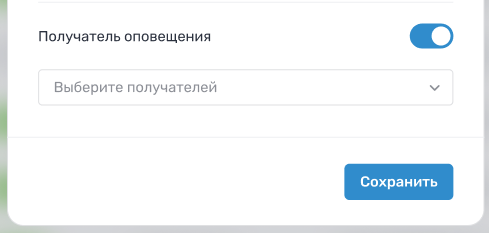 Получатель оповещения
Выберите получателей
Сохранить